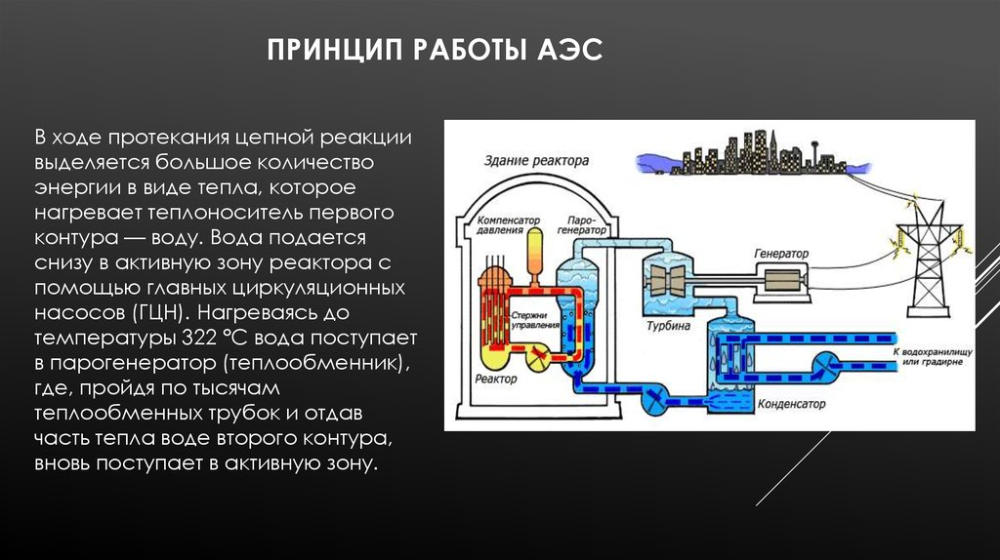 ПРИНЦИП РАБОТЫ АЭС
В ходе протекания цепной реакции
выделяется большое количество
энергии в виде тепла, которое
нагревает теплоноситель первого
контура — воду. Вода подается
снизу в активную зону реактора с
помощью главных циркуляционных
насосов (ГЦН). Нагреваясь до
температуры 322 °С вода поступает
в парогенератор (теплообменник),
где, пройдя по тысячам
теплообменных трубок и отдав
часть тепла воде второго контура,
вновь поступает в активную зону.
Здание реактора
Компенсатор
давления
Паро-
генератор
Генератор
Стержни
управления
Турбина
Реактор
К водохранилищу
или градирне
Конденсатор